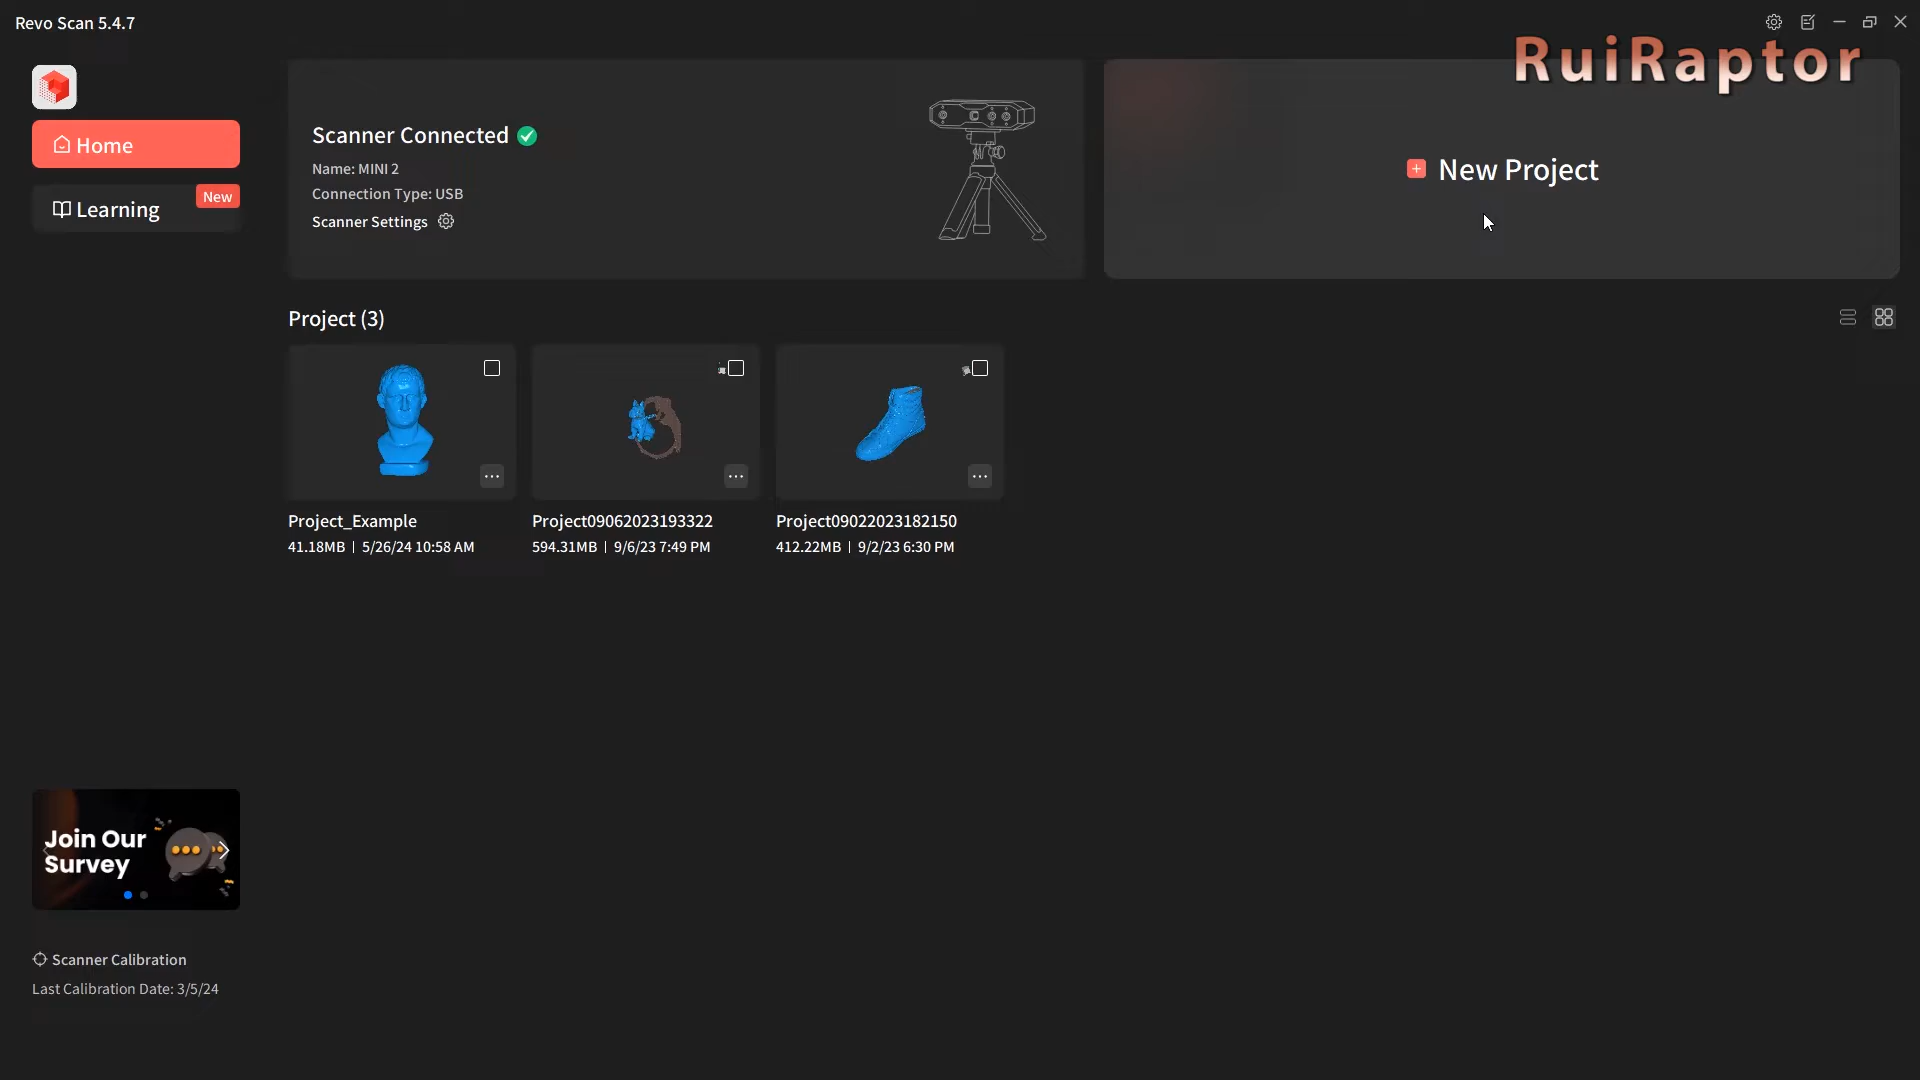 Revo Scan 5.4.7
RuiRaptor
Home
Learning
New
Scanner Connected
Name: MINI 2
Connection Type: USB
Scanner Settings
New Project
Project (3)
Project_Example
41.18MB | 5/26/24 10:58 AM
Project09062023193322
594.31MB | 9/6/23 7:49 PM
Project09022023182150
412.22MB | 9/2/23 6:30 PM
Join Our
Survey
Scanner Calibration
Last Calibration Date: 3/5/24